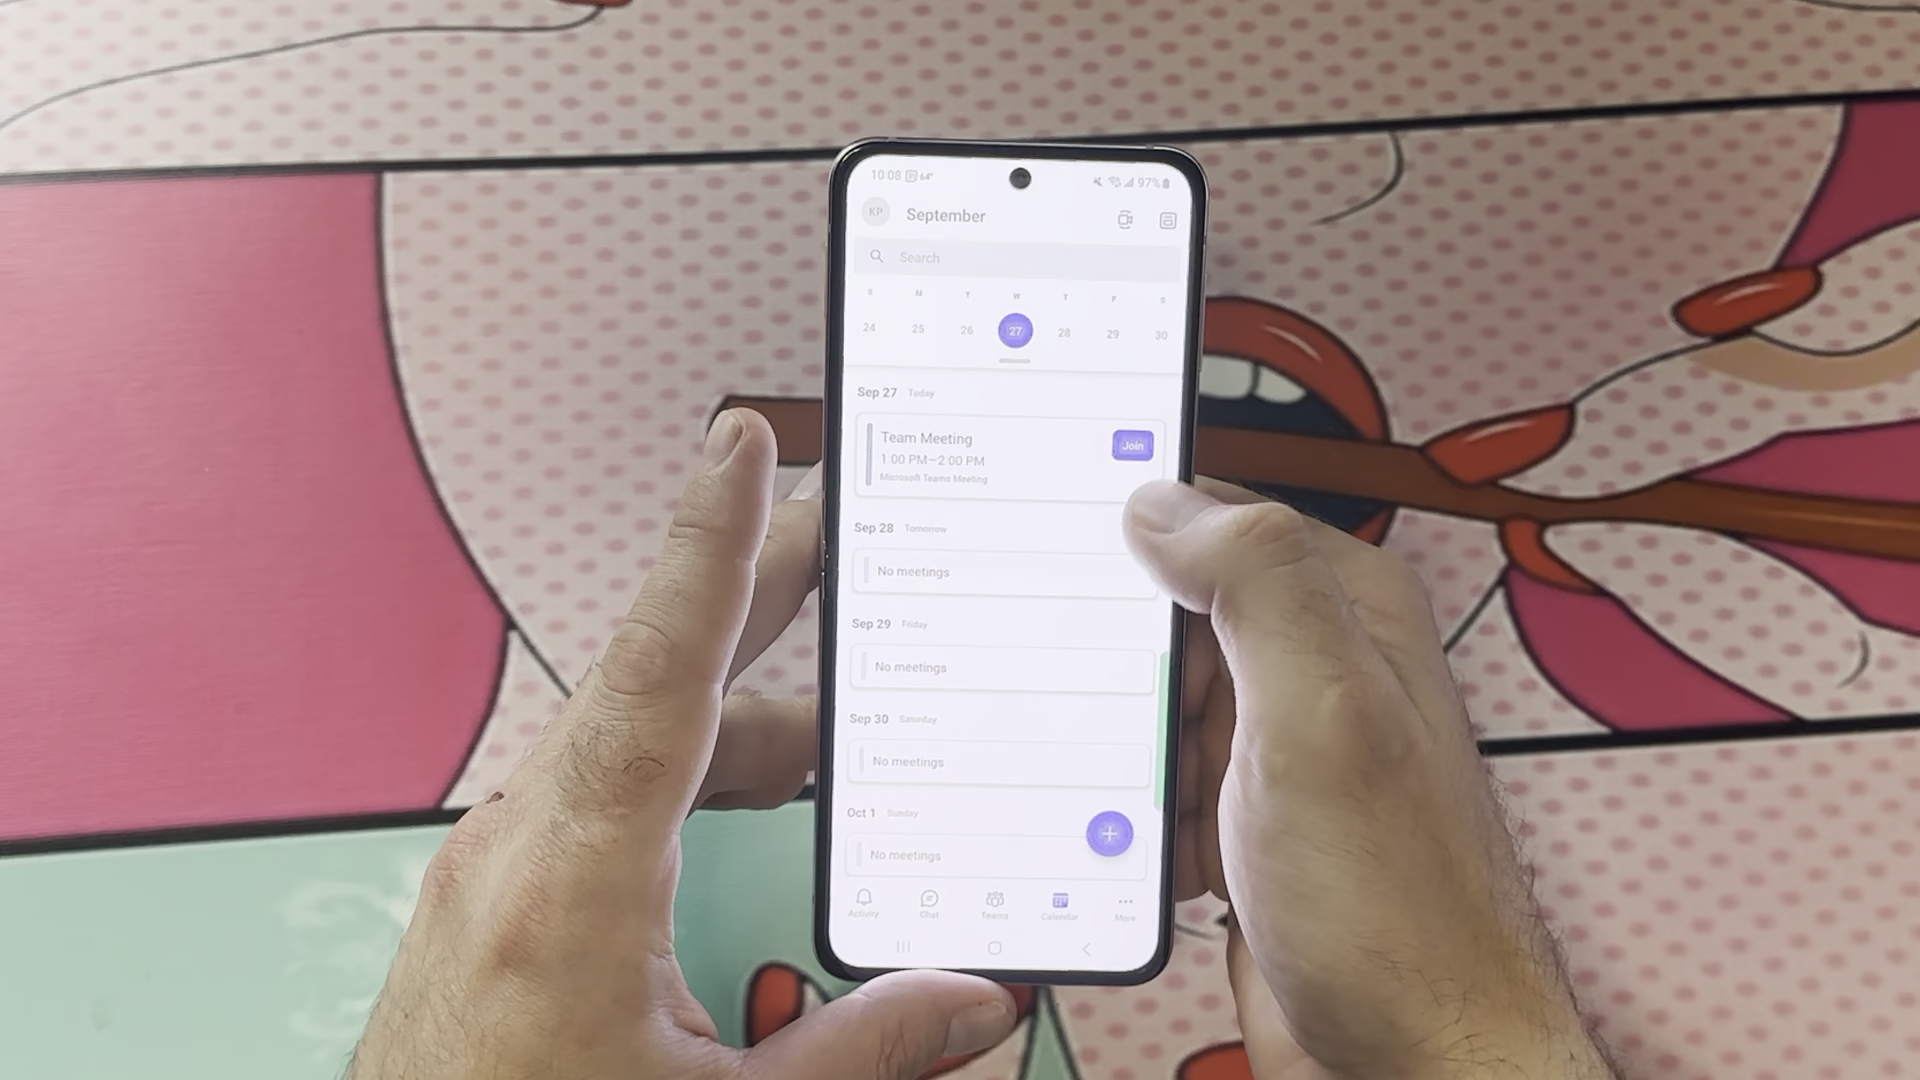 10:08 31 64°
97%
KP September
Search
S M T W T F S
24 25 26 27 28 29 30
Sep 27 Today
Team Meeting
Join
1:00 PM–2:00 PM
Microsoft Teams Meeting
Sep 28 Tomorrow
No meetings
Sep 29 Friday
No meetings
Sep 30 Saturday
No meetings
Oct 1 Sunday
No meetings
Activity Chat Teams Calendar More